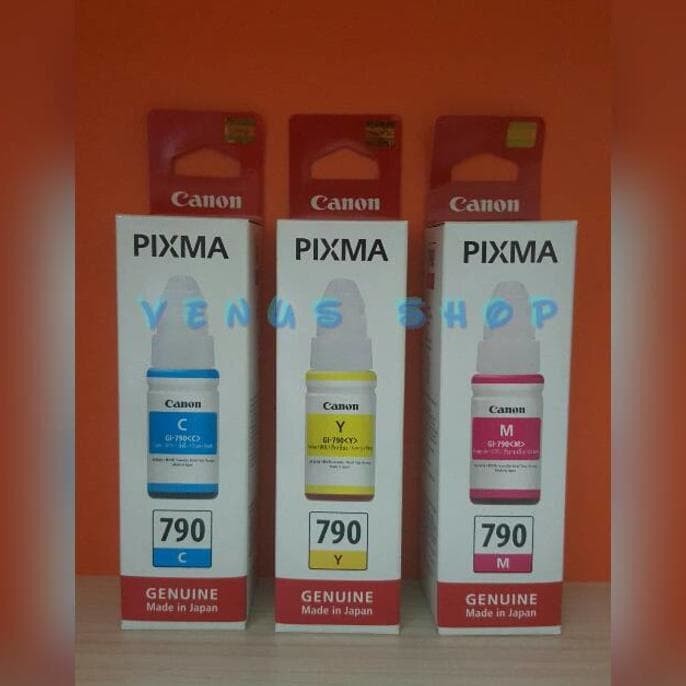 Canon
PIXMA
Canon
C
GI-790<C>
790
C
GENUINE
Made in Japan
Canon
PIXMA
Canon
Y
GI-790<Y>
790
Y
GENUINE
Made in Japan
Canon
PIXMA
Canon
M
GI-790<M>
790
M
GENUINE
Made in Japan
VENUS SHOP